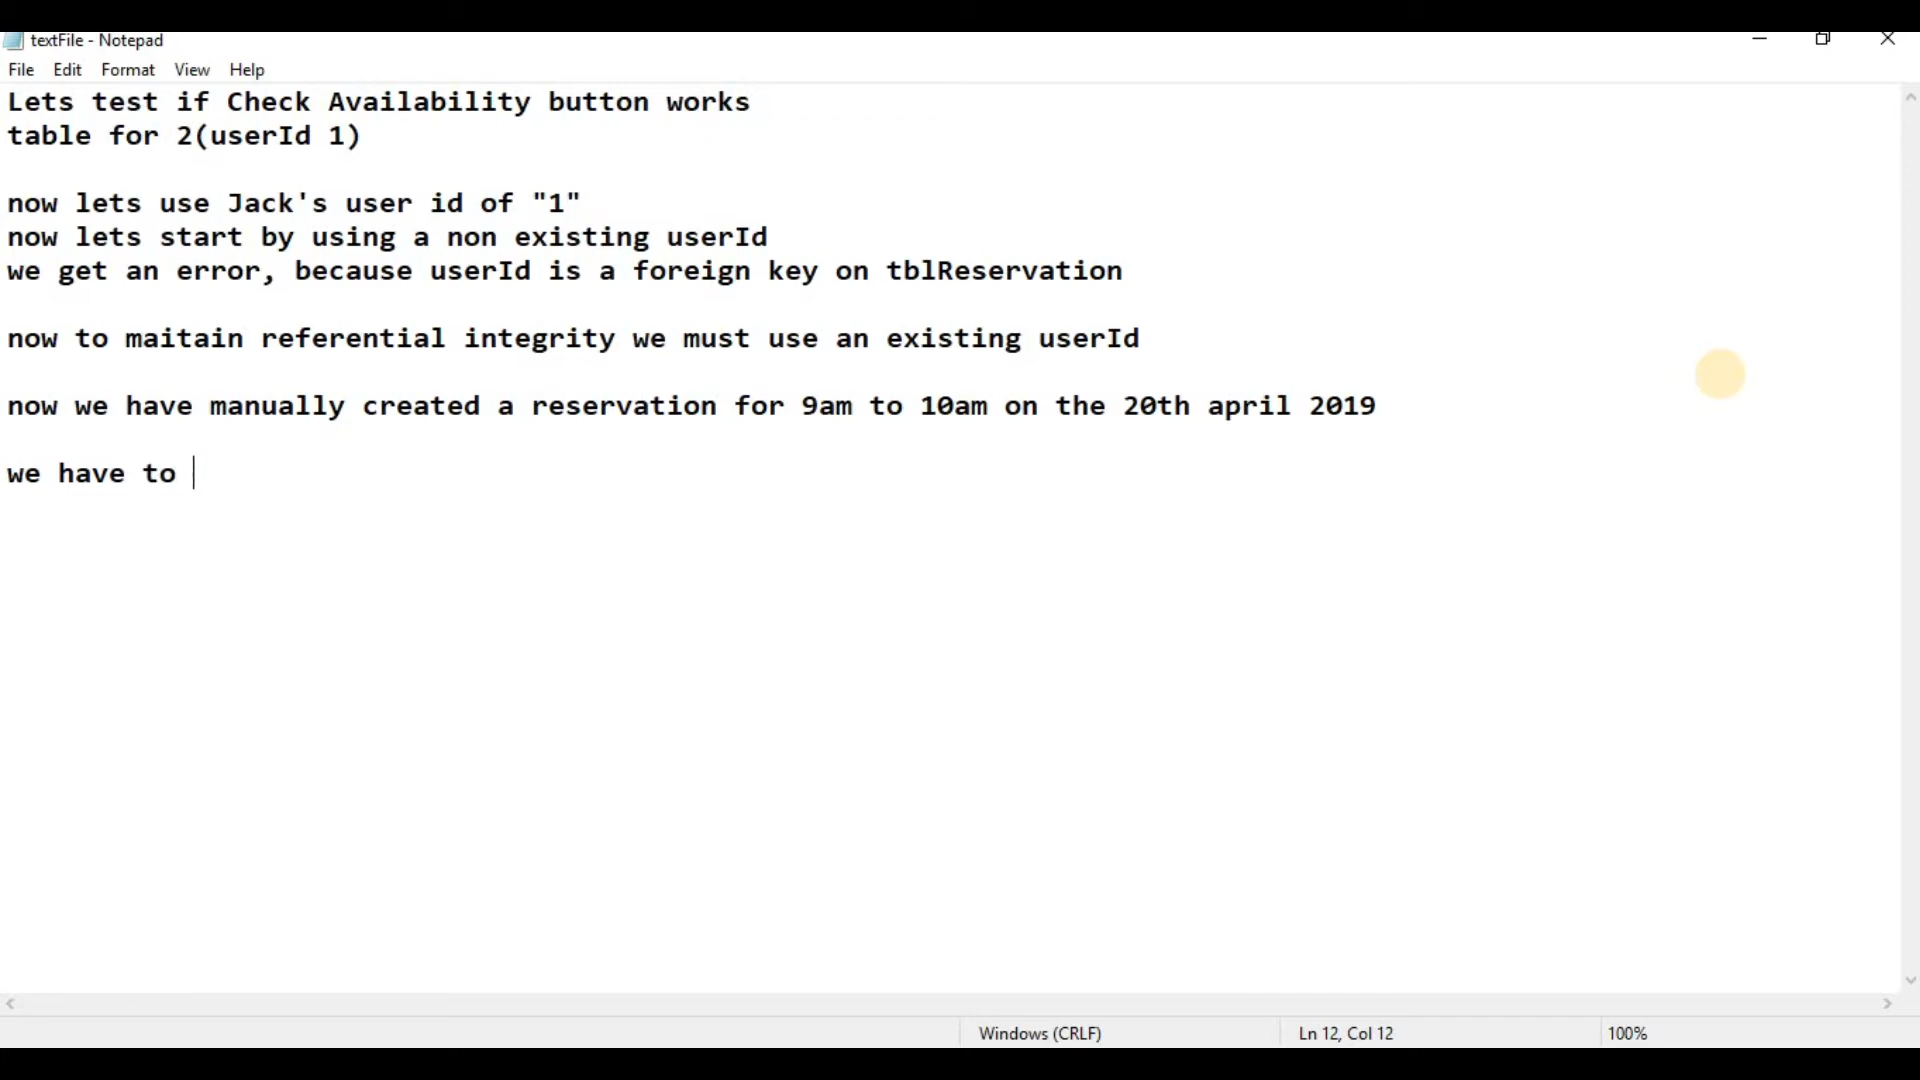 textFile - Notepad
File Edit Format View Help
Lets test if Check Availability button works
table for 2(userId 1)
now lets use Jack's user id of "1"
now lets start by using a non existing userId
we get an error, because userId is a foreign key on tblReservation
now to maitain referential integrity we must use an existing userId
now we have manually created a reservation for 9am to 10am on the 20th april 2019
we have to
Windows (CRLF) Ln 12, Col 12 100%